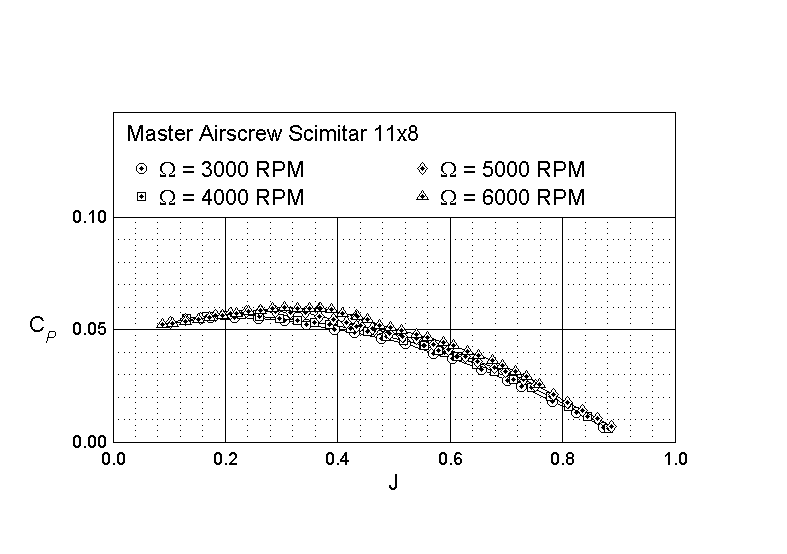 Master Airscrew Scimitar 11x8
Ω = 3000 RPM Ω = 5000 RPM
Ω = 4000 RPM Ω = 6000 RPM
0.10
0.05
0.00
C_P
0.0 0.2 0.4 0.6 0.8 1.0
J